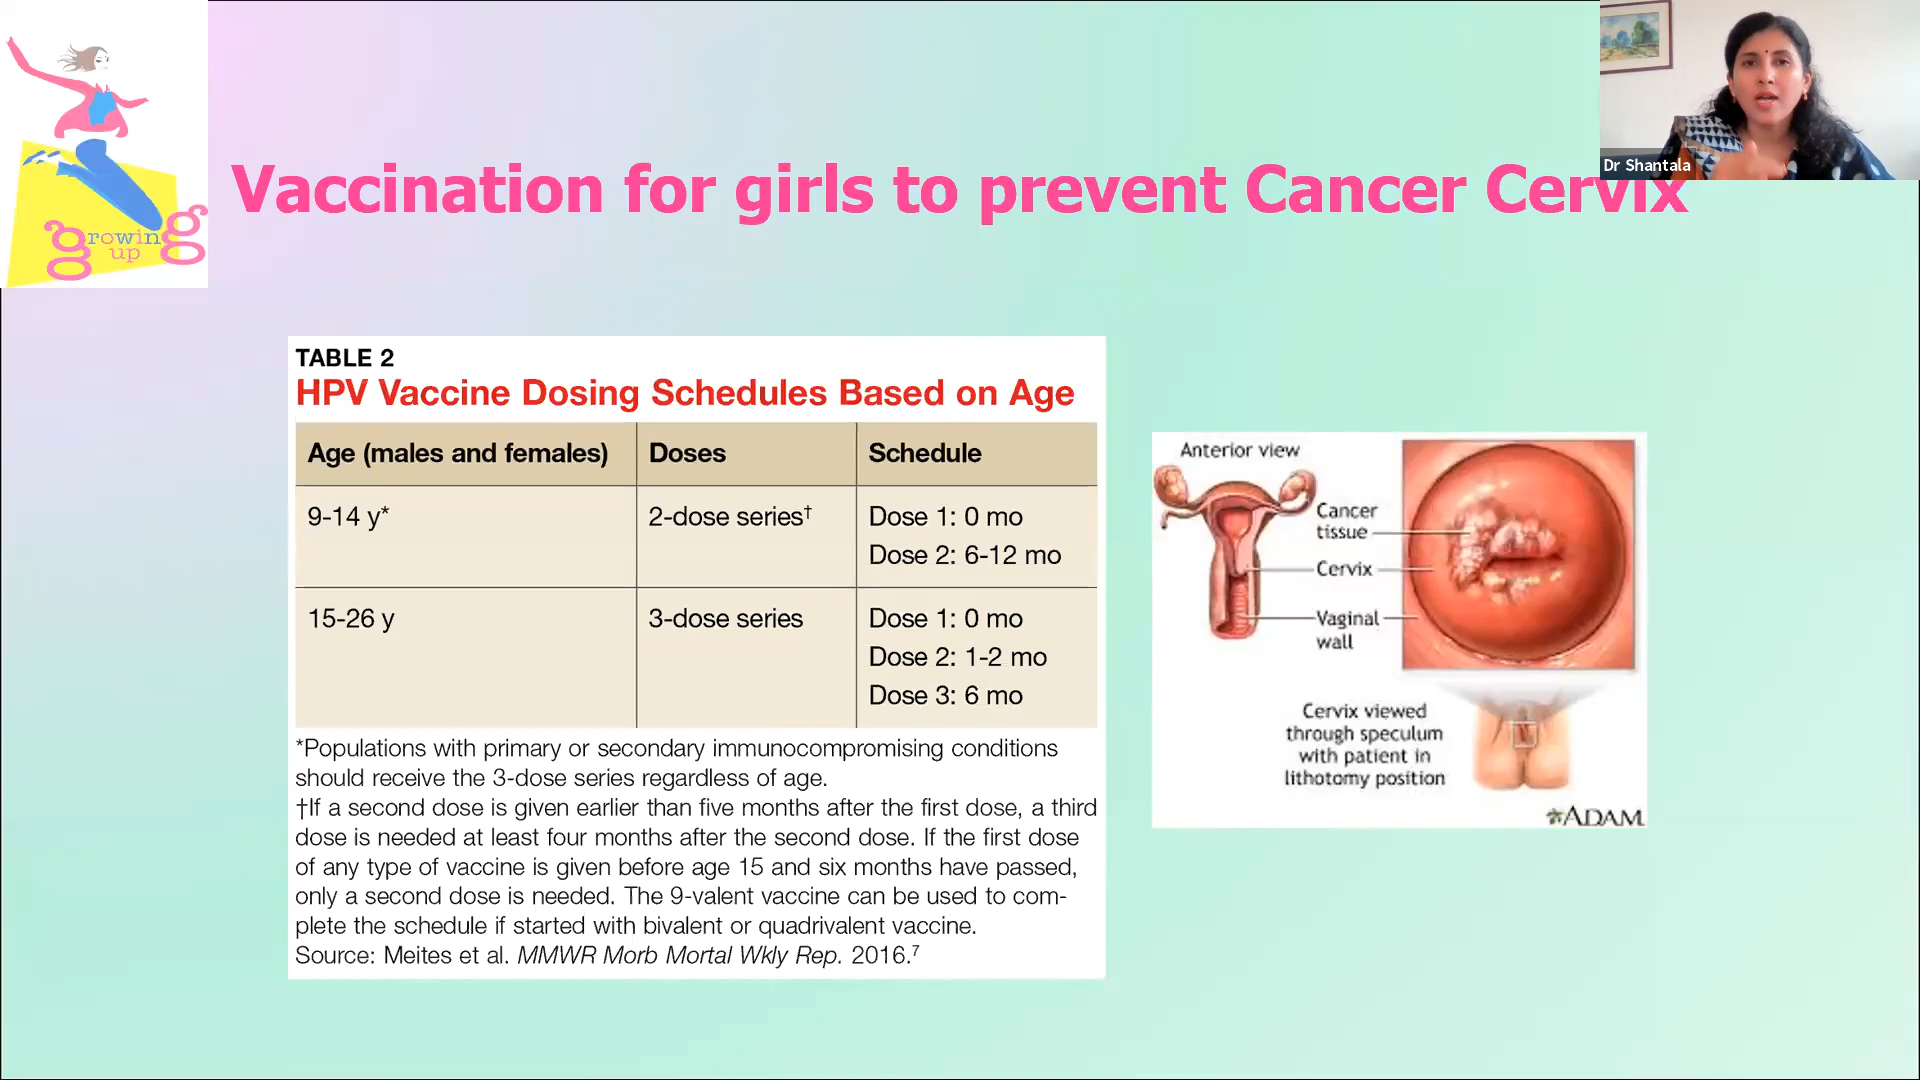 growing
up
Dr Shantala
Vaccination for girls to prevent Cancer Cervix
TABLE 2
HPV Vaccine Dosing Schedules Based on Age
Age (males and females) Doses Schedule
9-14 y* 2-dose series† Dose 1: 0 mo
Dose 2: 6-12 mo
15-26 y 3-dose series Dose 1: 0 mo
Dose 2: 1-2 mo
Dose 3: 6 mo
*Populations with primary or secondary immunocompromising conditions
should receive the 3-dose series regardless of age.
†If a second dose is given earlier than five months after the first dose, a third
dose is needed at least four months after the second dose. If the first dose
of any type of vaccine is given before age 15 and six months have passed,
only a second dose is needed. The 9-valent vaccine can be used to com-
plete the schedule if started with bivalent or quadrivalent vaccine.
Source: Meites et al. MMWR Morb Mortal Wkly Rep. 2016.7
Anterior view
Cancer
tissue
Cervix
Vaginal
wall
Cervix viewed
through speculum
with patient in
lithotomy position
ADAM